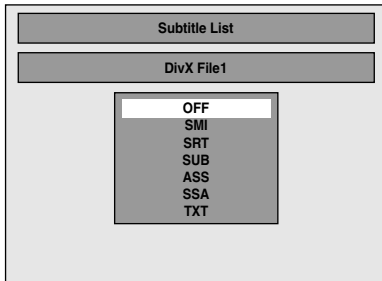 Subtitle List
DivX File1
OFF
SMI
SRT
SUB
ASS
SSA
TXT